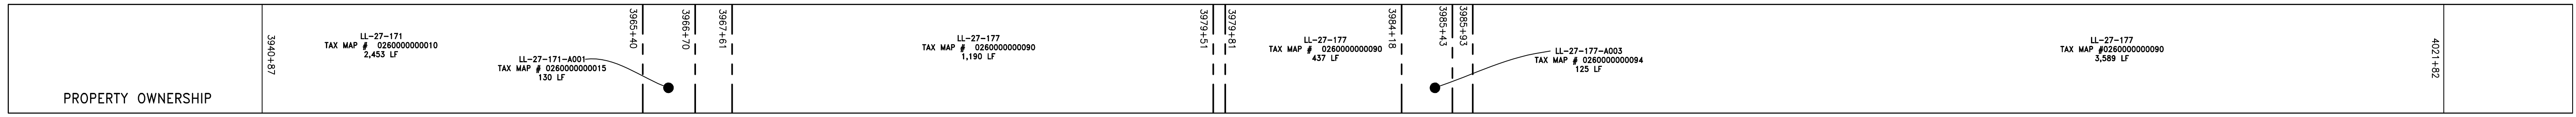 PROPERTY OWNERSHIP
3940+87
LL-27-171
TAX MAP # 0260000000010
2,453 LF
LL-27-171-A001
TAX MAP # 0260000000015
130 LF
3965+40
3966+70
3967+61
LL-27-177
TAX MAP # 0260000000090
1,190 LF
3979+51
3979+81
LL-27-177
TAX MAP # 0260000000090
437 LF
3984+18
3985+43
3985+93
LL-27-177-A003
TAX MAP # 0260000000094
125 LF
LL-27-177
TAX MAP #0260000000090
3,589 LF
4021+82